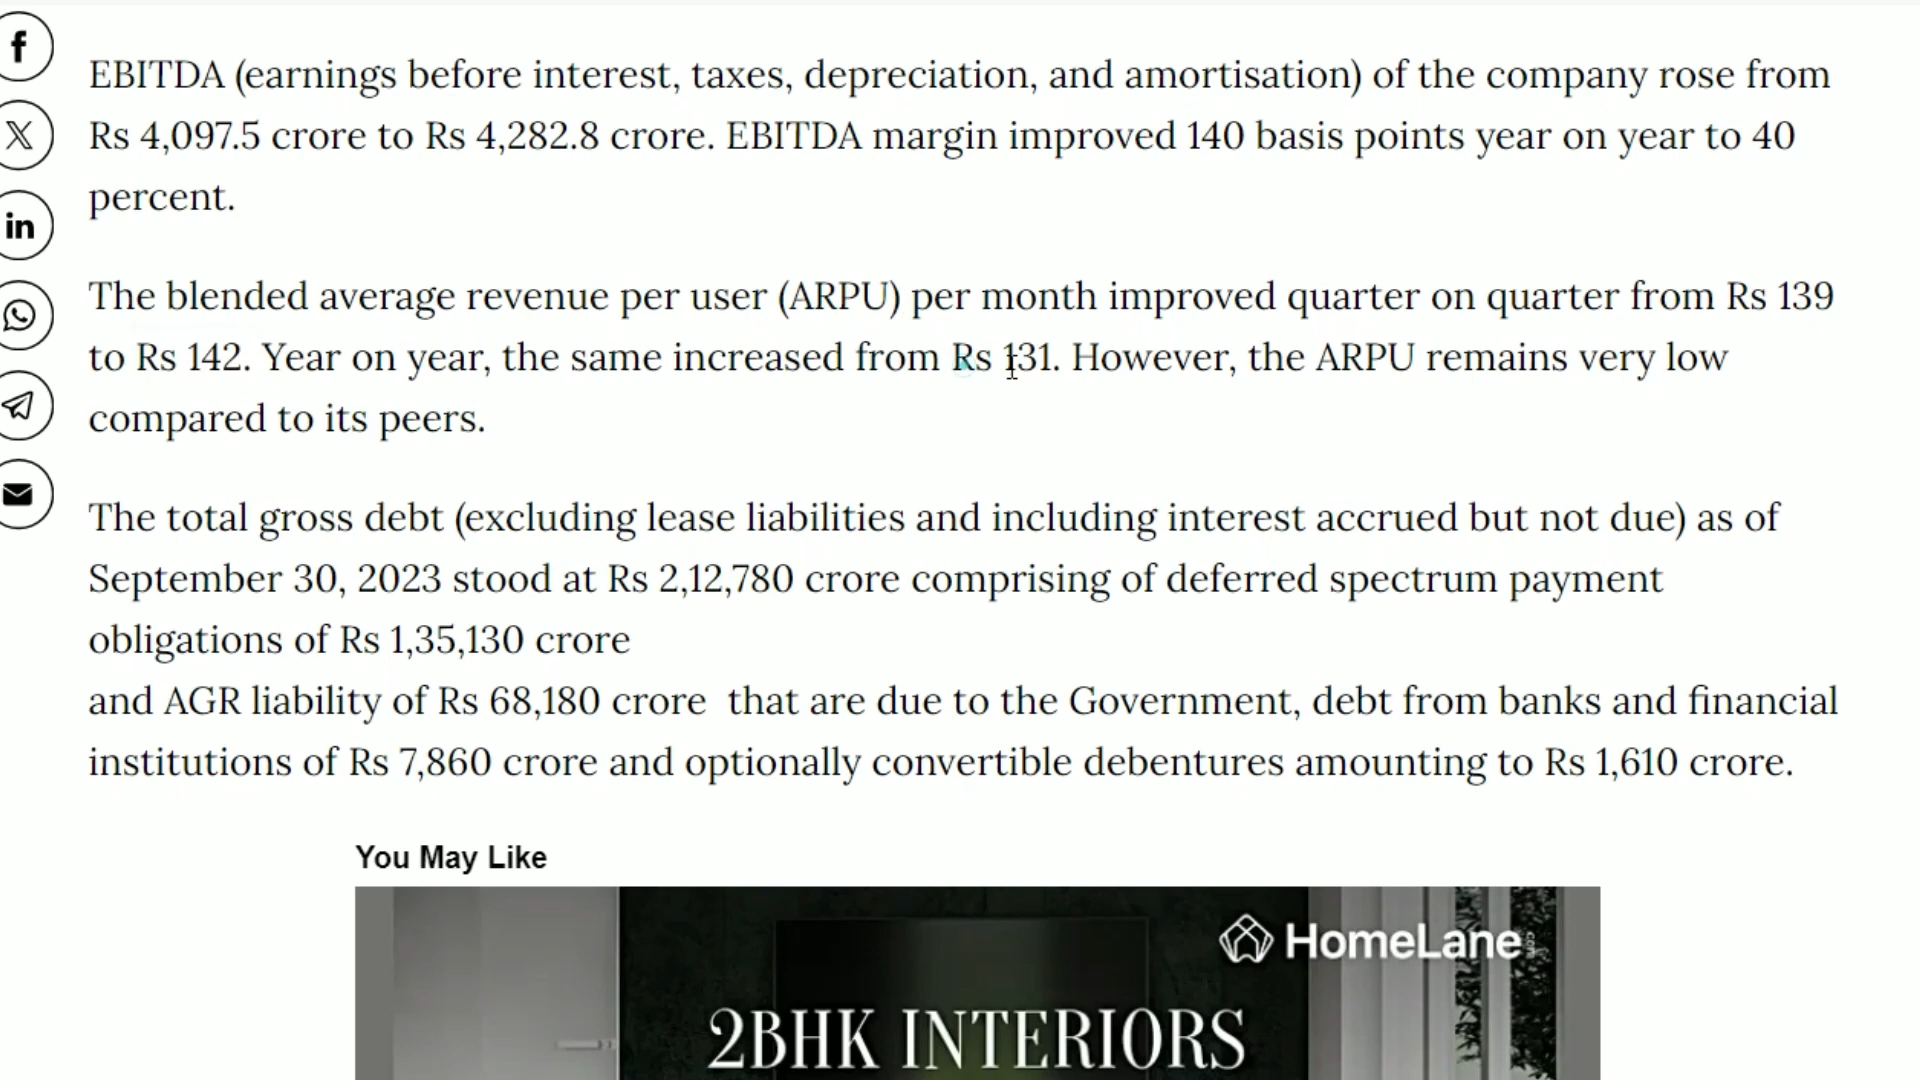 EBITDA (earnings before interest, taxes, depreciation, and amortisation) of the company rose from
Rs 4,097.5 crore to Rs 4,282.8 crore. EBITDA margin improved 140 basis points year on year to 40
percent.
The blended average revenue per user (ARPU) per month improved quarter on quarter from Rs 139
to Rs 142. Year on year, the same increased from Rs 131. However, the ARPU remains very low
compared to its peers.
The total gross debt (excluding lease liabilities and including interest accrued but not due) as of
September 30, 2023 stood at Rs 2,12,780 crore comprising of deferred spectrum payment
obligations of Rs 1,35,130 crore
and AGR liability of Rs 68,180 crore  that are due to the Government, debt from banks and financial
institutions of Rs 7,860 crore and optionally convertible debentures amounting to Rs 1,610 crore.
You May Like
HomeLane.com
2BHK INTERIORS